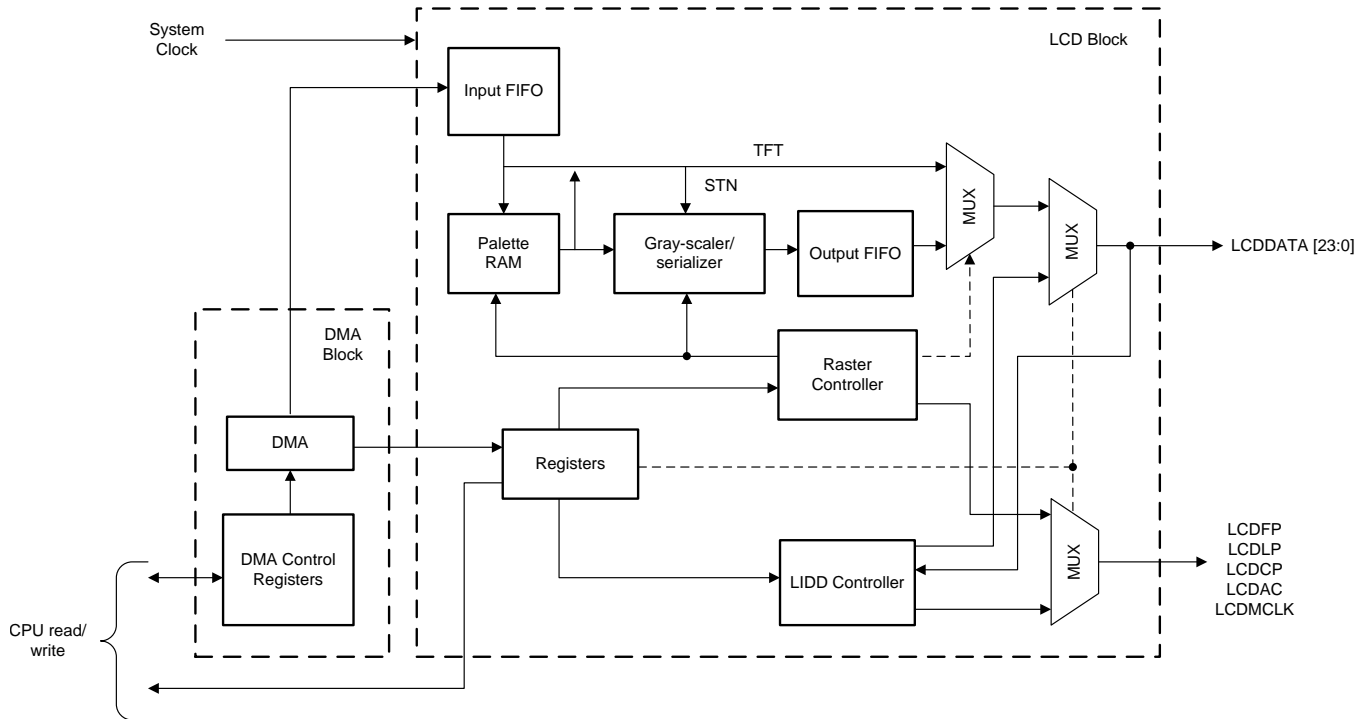 System
Clock
LCD Block
Input FIFO
TFT
STN
MUX
MUX
Palette
RAM
Gray-scaler/
serializer
Output FIFO
LCDDATA [23:0]
DMA
Block
Raster
Controller
DMA
Registers
DMA Control
Registers
LIDD Controller
MUX
LCDFP
LCDLP
LCDCP
LCDAC
LCDMCLK
CPU read/
write